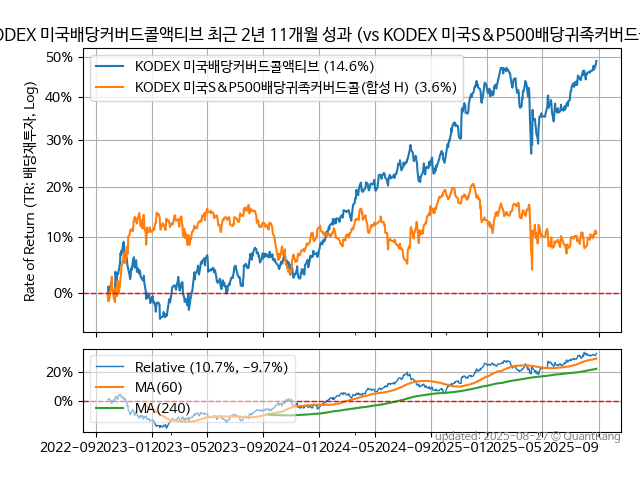 ODEX 미국배당커버드콜액티브 최근 2년 11개월 성과 (vs KODEX 미국S&P500배당귀족커버드
50%
40%
30%
20%
10%
0%
Rate of Return (TR: 배당재투자, Log)
KODEX 미국배당커버드콜액티브 (14.6%)
KODEX 미국S&P500배당귀족커버드콜(합성 H) (3.6%)
20%
0%
Relative (10.7%, −9.7%)
MA(60)
MA(240)
2022−09
2023−01
2023−05
2023−09
2024−01
2024−05
2024−09
2025−01
2025−05
2025−09
updated: 2025-08-27 © QuantKang